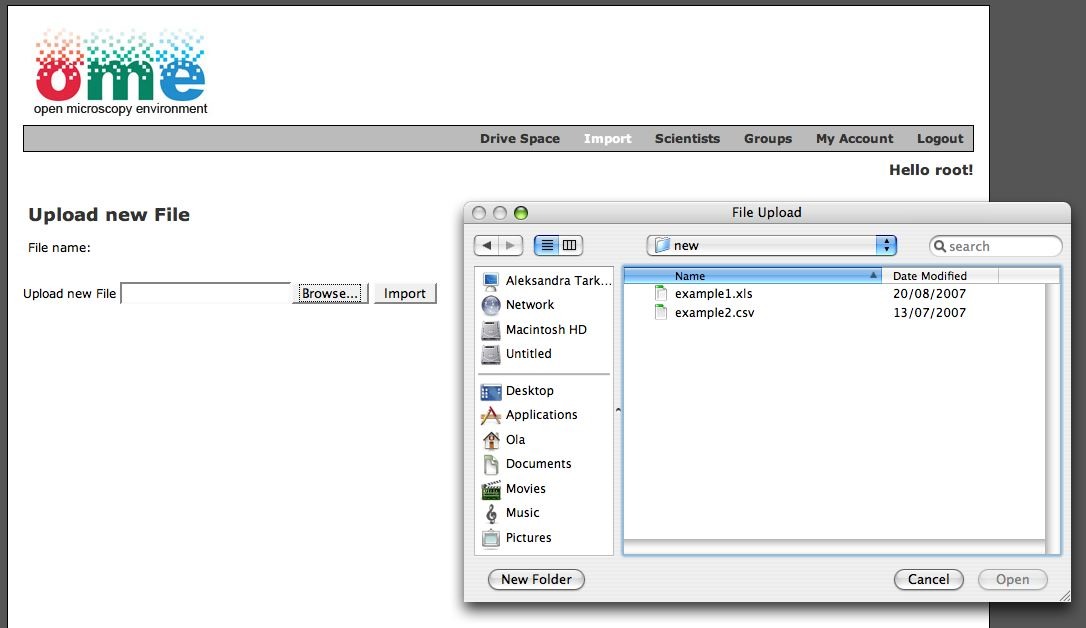 ome
open microscopy environment
Drive Space Import Scientists Groups My Account Logout
Hello root!
Upload new File
File name:
Upload new File Browse... Import
File Upload
new search
Name Date Modified
Aleksandra Tark...
Network
Macintosh HD
Untitled
Desktop
Applications
Ola
Documents
Movies
Music
Pictures
example1.xls 20/08/2007
example2.csv 13/07/2007
New Folder Cancel Open